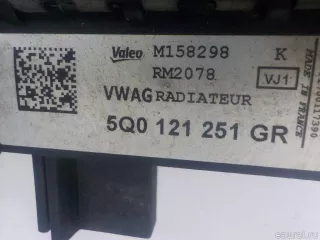 Valeo M158298 K
RM2078 VJ1
VWAG RADIATEUR
5Q0 121 251 GR
MADE IN FRANCE